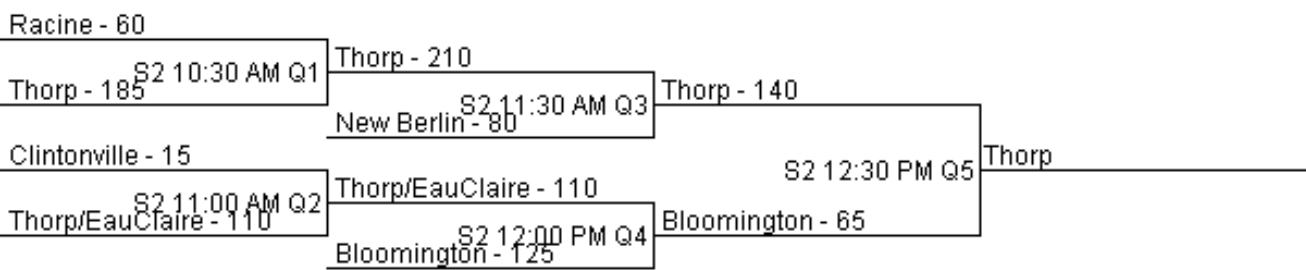 Racine - 60
Thorp - 210
S2 10:30 AM Q1
Thorp - 185
Thorp - 140
S2 11:30 AM Q3
New Berlin - 80
Clintonville - 15
Thorp
S2 12:30 PM Q5
Thorp/EauClaire - 110
S2 11:00 AM Q2
Thorp/EauClaire - 110
Bloomington - 65
S2 12:00 PM Q4
Bloomington - 125